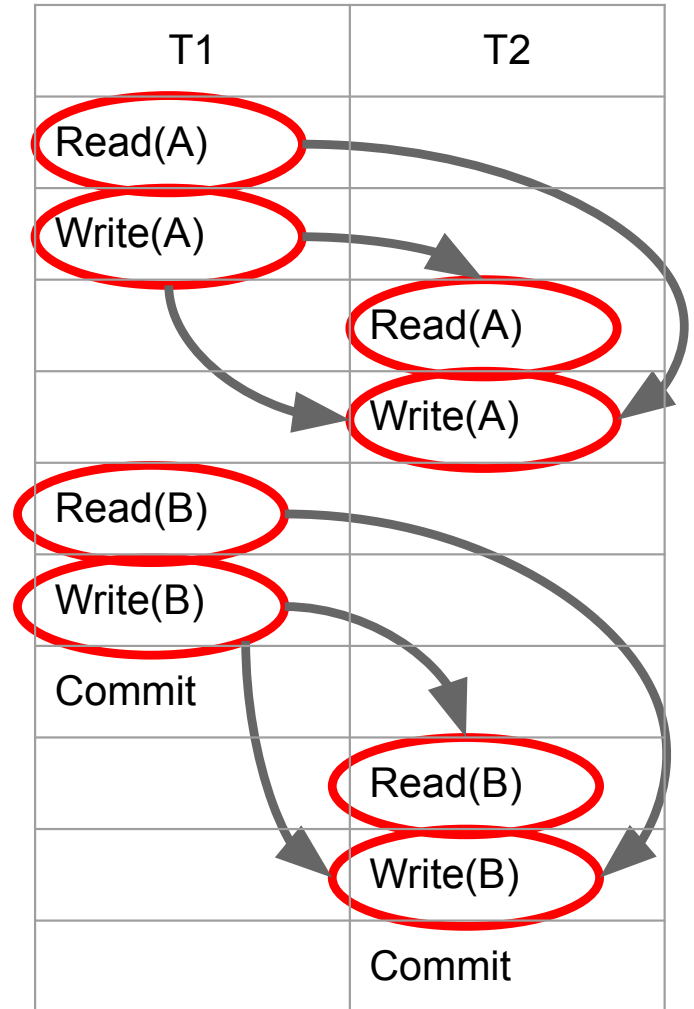 T1 T2
Read(A)
Write(A)
Read(A)
Write(A)
Read(B)
Write(B)
Commit
Read(B)
Write(B)
Commit